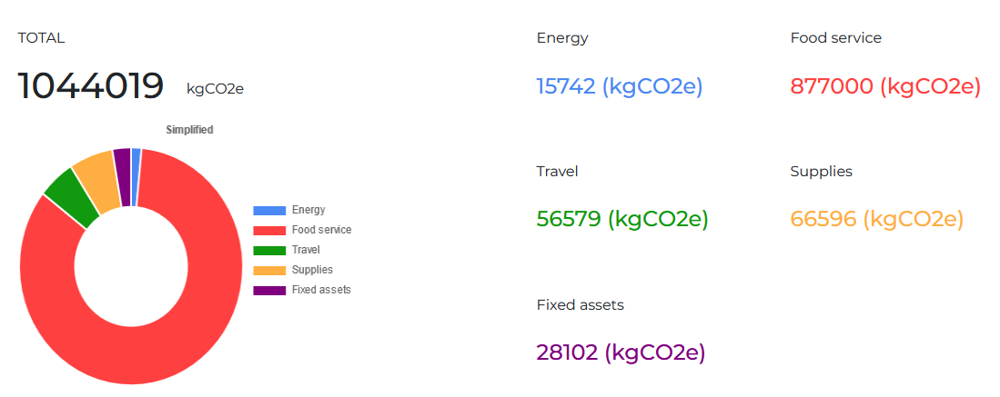 TOTAL
1044019 kgCO2e
Simplified
Energy
Food service
Travel
Supplies
Fixed assets
Energy
15742 (kgCO2e)
Food service
877000 (kgCO2e)
Travel
56579 (kgCO2e)
Supplies
66596 (kgCO2e)
Fixed assets
28102 (kgCO2e)